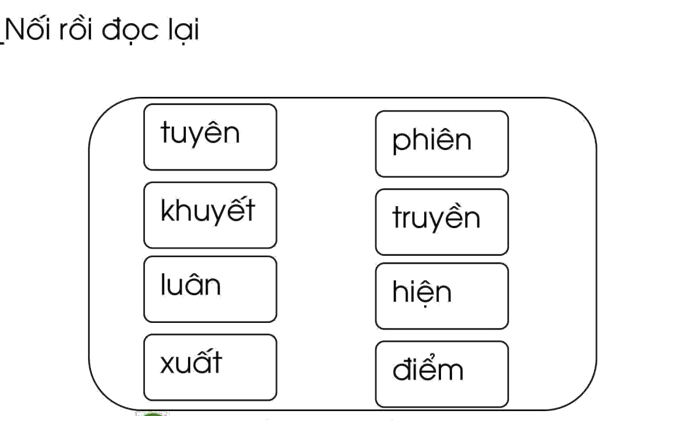 Nối rồi đọc lại
tuyên phiên
khuyết truyền
luân hiện
xuất điểm